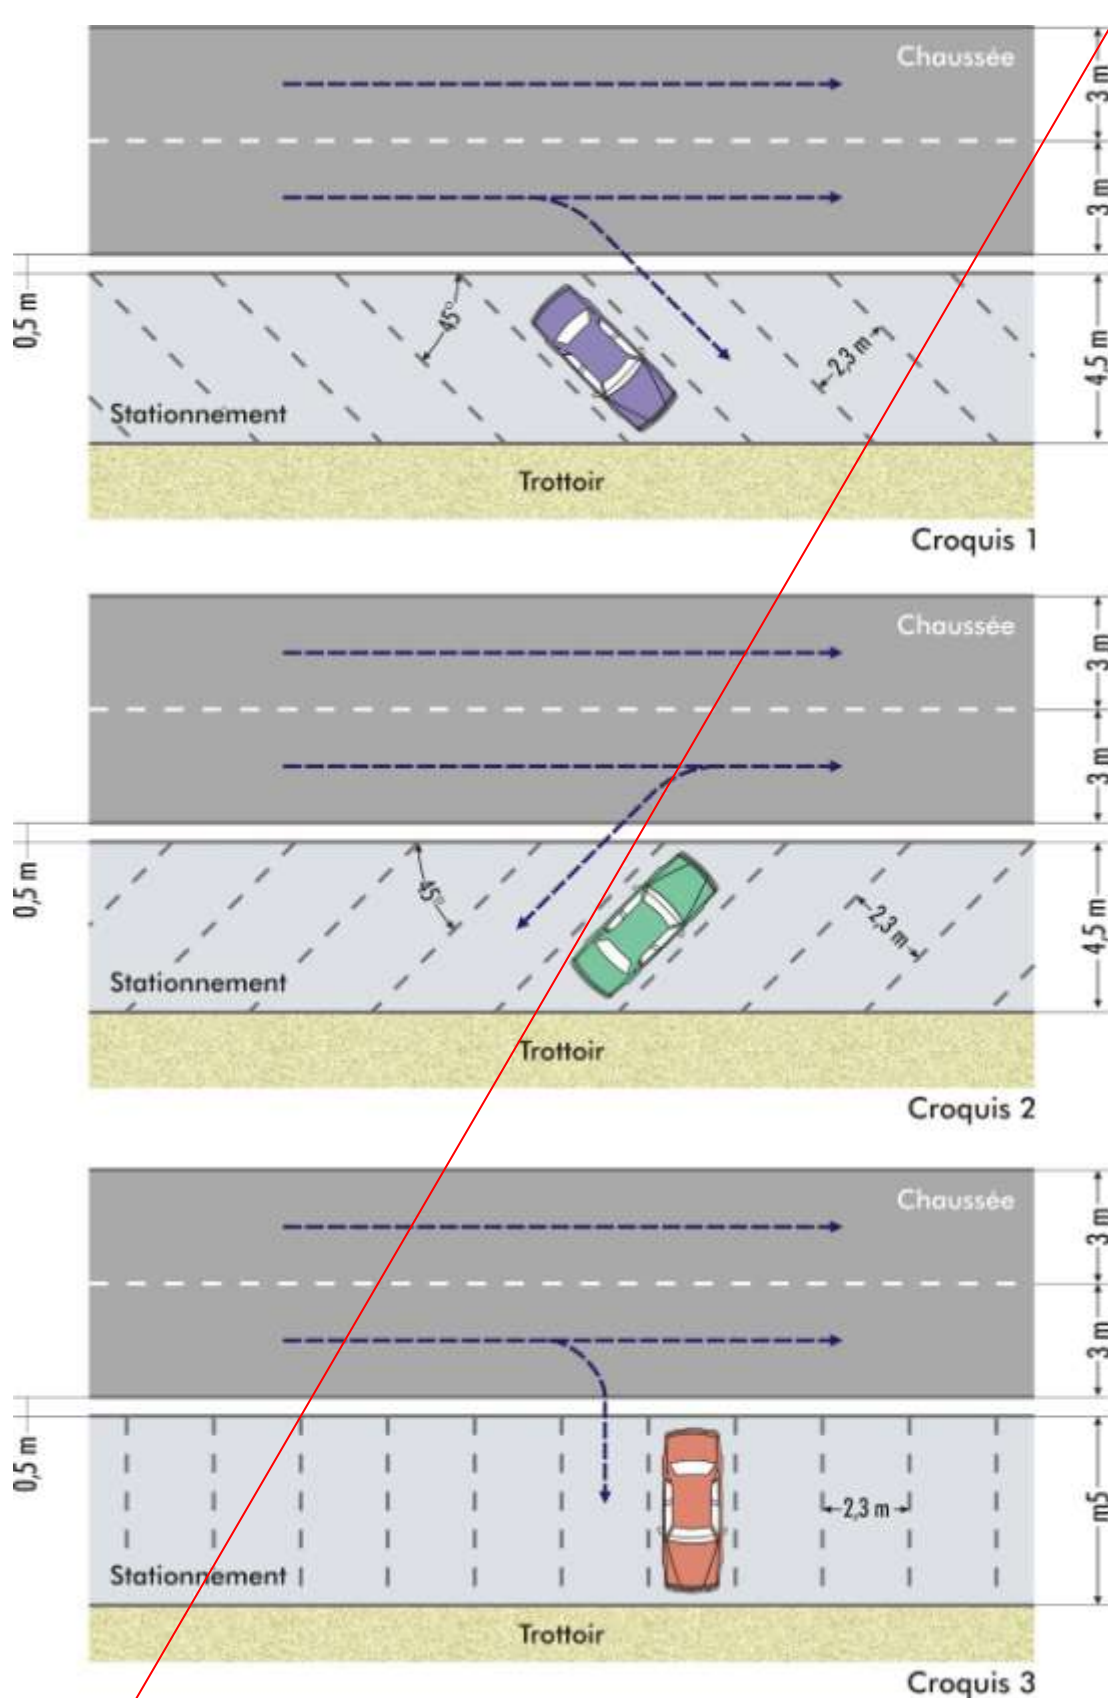 Chaussée
3 m
3 m
0,5 m
45°
2,3 m
4,5 m
Stationnement
Trottoir
Croquis 1
Chaussée
3 m
3 m
0,5 m
45°
2,3 m
4,5 m
Stationnement
Trottoir
Croquis 2
Chaussée
3 m
3 m
0,5 m
2,3 m
m5
Stationnement
Trottoir
Croquis 3